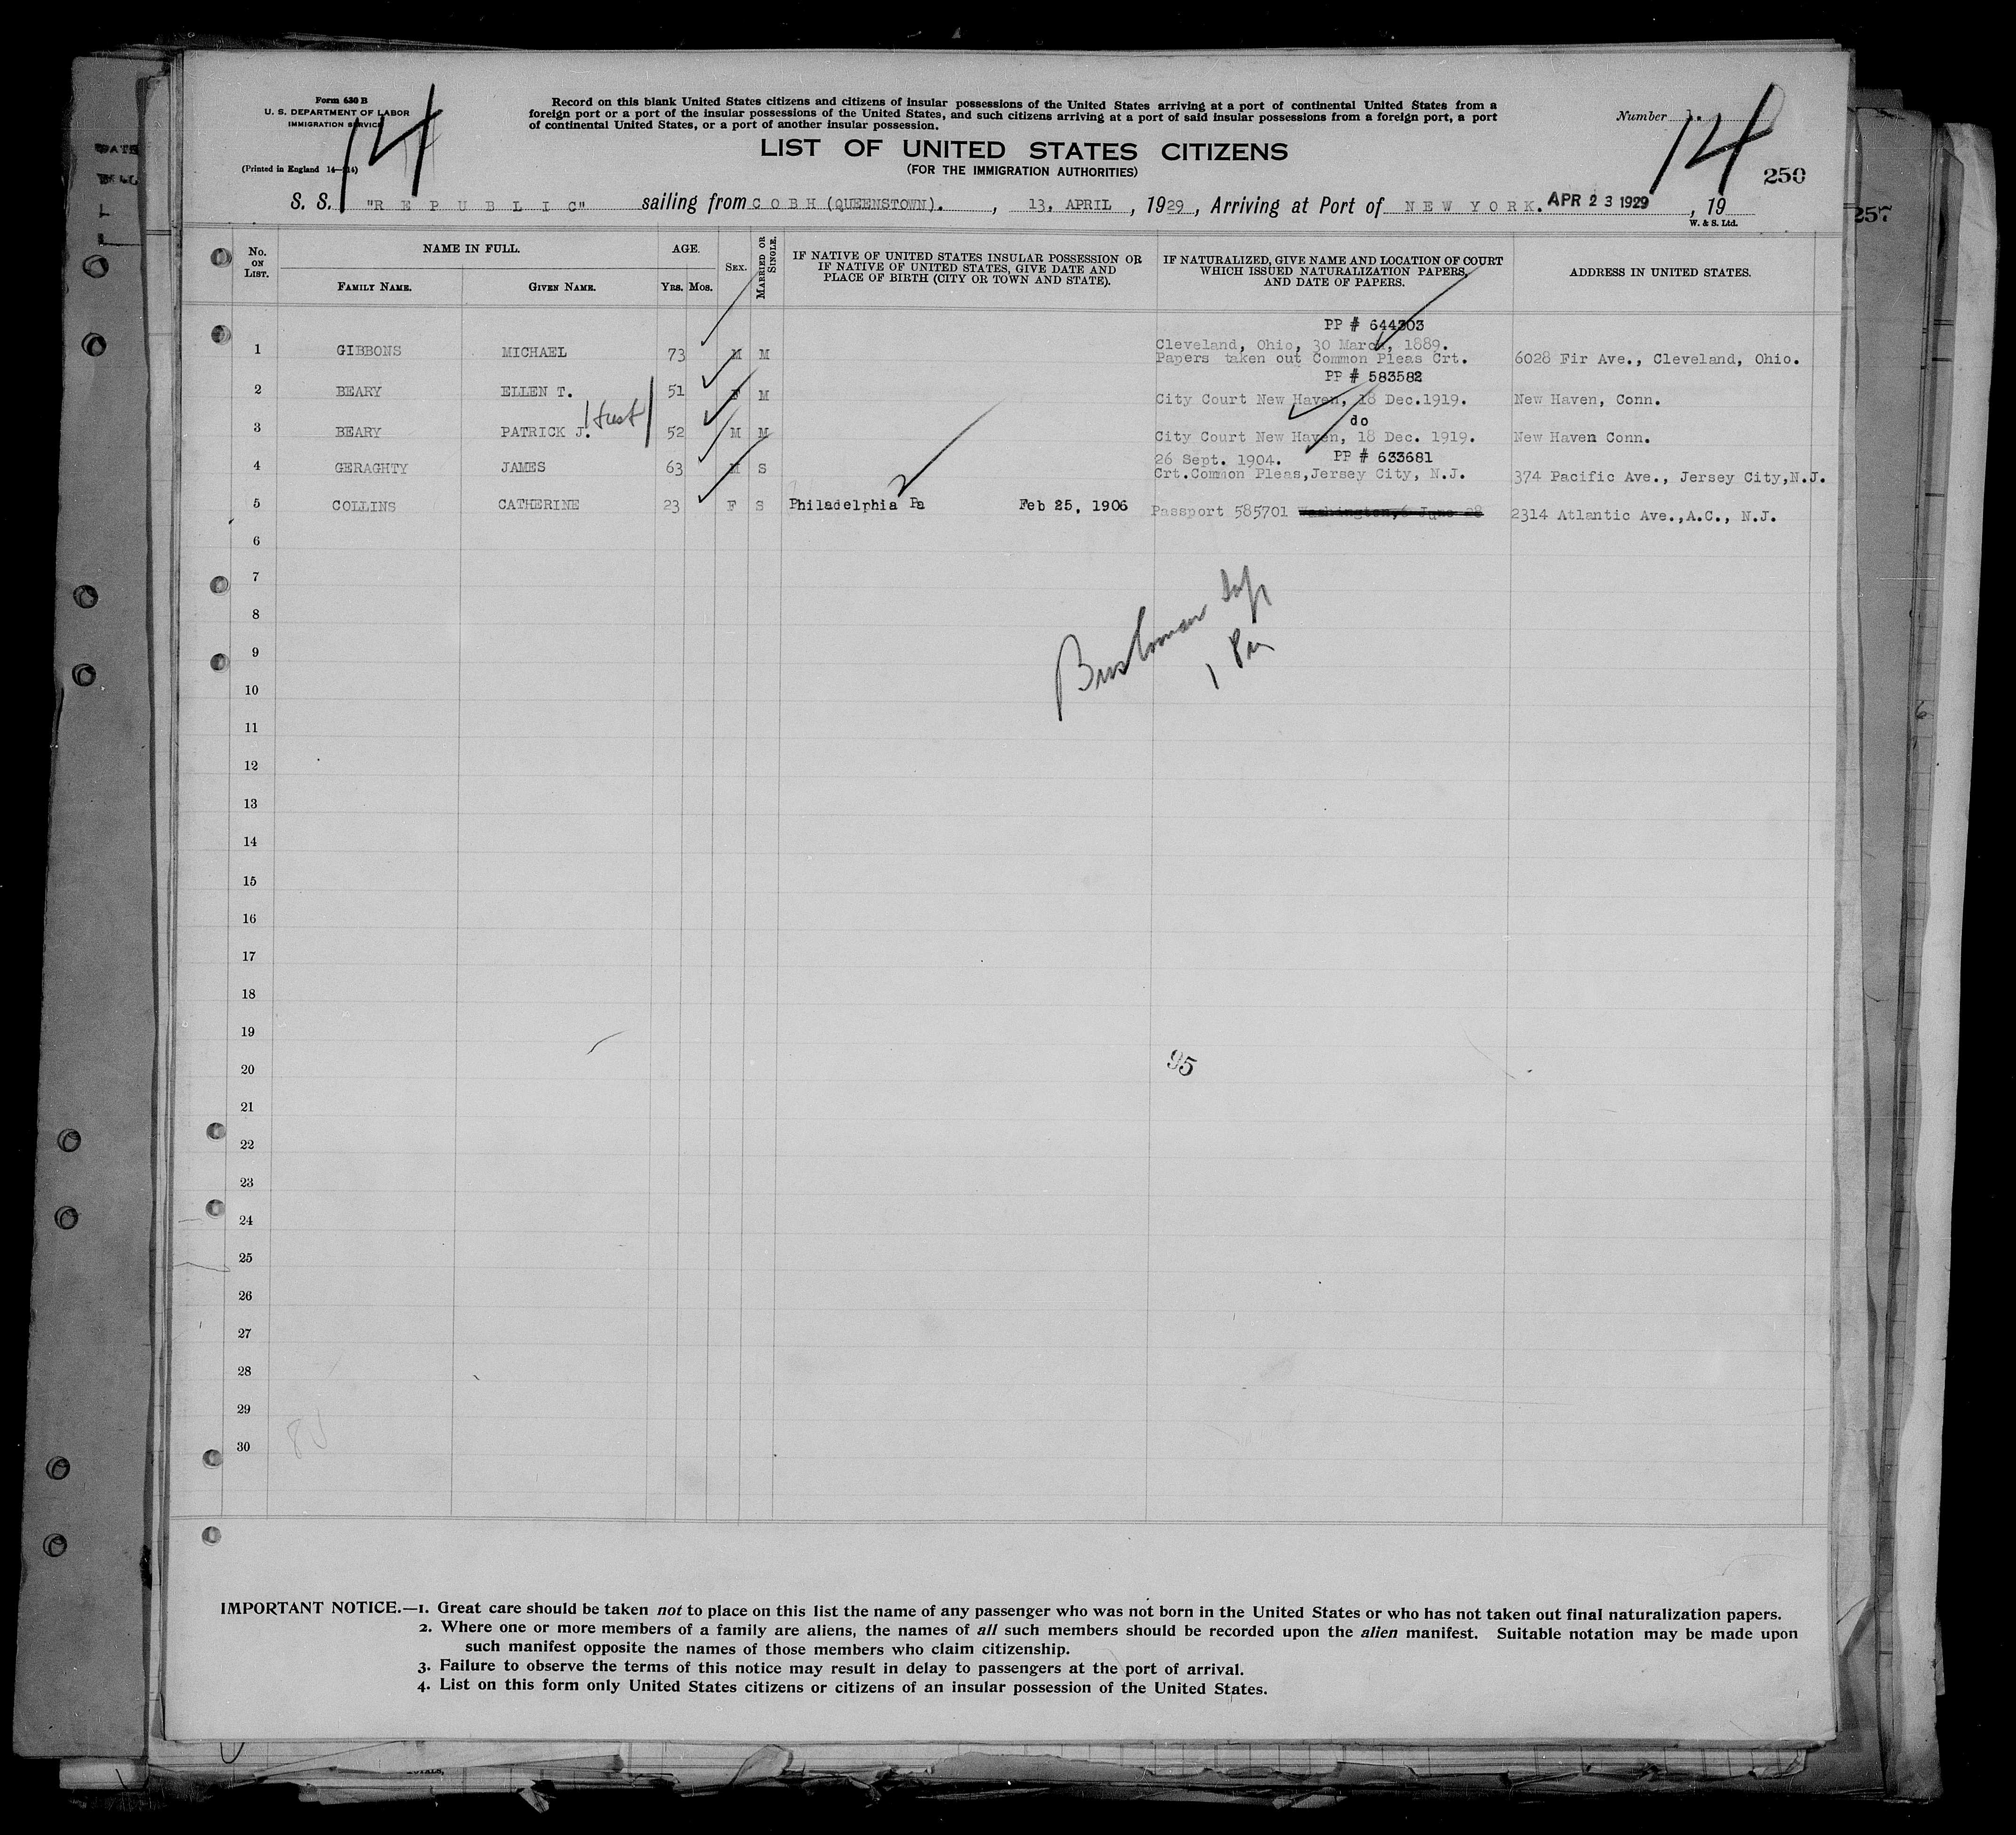 Form 630 B
U. S. DEPARTMENT OF LABOR
IMMIGRATION SERVICE
(Printed in England 14—
14
Record on this blank United States citizens and citizens of insular possessions of the United States arriving at a port of continental United States from a
foreign port or a port of the insular possessions of the United States, and such citizens arriving at a port of said insular possessions from a foreign port, a port
of continental United States, or a port of another insular possession.
Number 1.
14
250
257
LIST OF UNITED STATES CITIZENS
(FOR THE IMMIGRATION AUTHORITIES)
S. S. "REPUBLIC" sailing from COBH (QUEENSTOWN). , 13, APRIL , 1929 , Arriving at Port of NEW YORK. APR 23 1929 , 19
W. & S. Ltd.
No. ON LIST.
NAME IN FULL.
FAMILY NAME. GIVEN NAME.
AGE.
YRS. MOS.
SEX.
MARRIED OR SINGLE.
IF NATIVE OF UNITED STATES INSULAR POSSESSION OR
IF NATIVE OF UNITED STATES, GIVE DATE AND
PLACE OF BIRTH (CITY OR TOWN AND STATE).
IF NATURALIZED, GIVE NAME AND LOCATION OF COURT
WHICH ISSUED NATURALIZATION PAPERS,
AND DATE OF PAPERS.
ADDRESS IN UNITED STATES.
PP # 644303
Cleveland, Ohio, 30 March, 1889.
1 GIBBONS MICHAEL 73 M M Papers taken out Common Pleas Crt. 6028 Fir Ave., Cleveland, Ohio.
PP # 583582
2 BEARY ELLEN T. 51 F M City Court New Haven, 18 Dec.1919. New Haven, Conn.
do
3 BEARY PATRICK J. 52 M M City Court New Haven, 18 Dec. 1919. New Haven Conn.
26 Sept. 1904. PP # 633681
4 GERAGHTY JAMES 63 M S Crt.Common Pleas,Jersey City, N.J. 374 Pacific Ave., Jersey City,N.J.
5 COLLINS CATHERINE 23 F S Philadelphia Pa Feb 25, 1906 Passport 585701 Washington,6 June 28 2314 Atlantic Ave.,A.C., N.J.
6
7
8
9
10
11
12
13
14
15
16
17
18
19
20
95
21
22
23
24
25
26
27
28
29
30
IMPORTANT NOTICE.—1. Great care should be taken not to place on this list the name of any passenger who was not born in the United States or who has not taken out final naturalization papers.
2. Where one or more members of a family are aliens, the names of all such members should be recorded upon the alien manifest. Suitable notation may be made upon
such manifest opposite the names of those members who claim citizenship.
3. Failure to observe the terms of this notice may result in delay to passengers at the port of arrival.
4. List on this form only United States citizens or citizens of an insular possession of the United States.